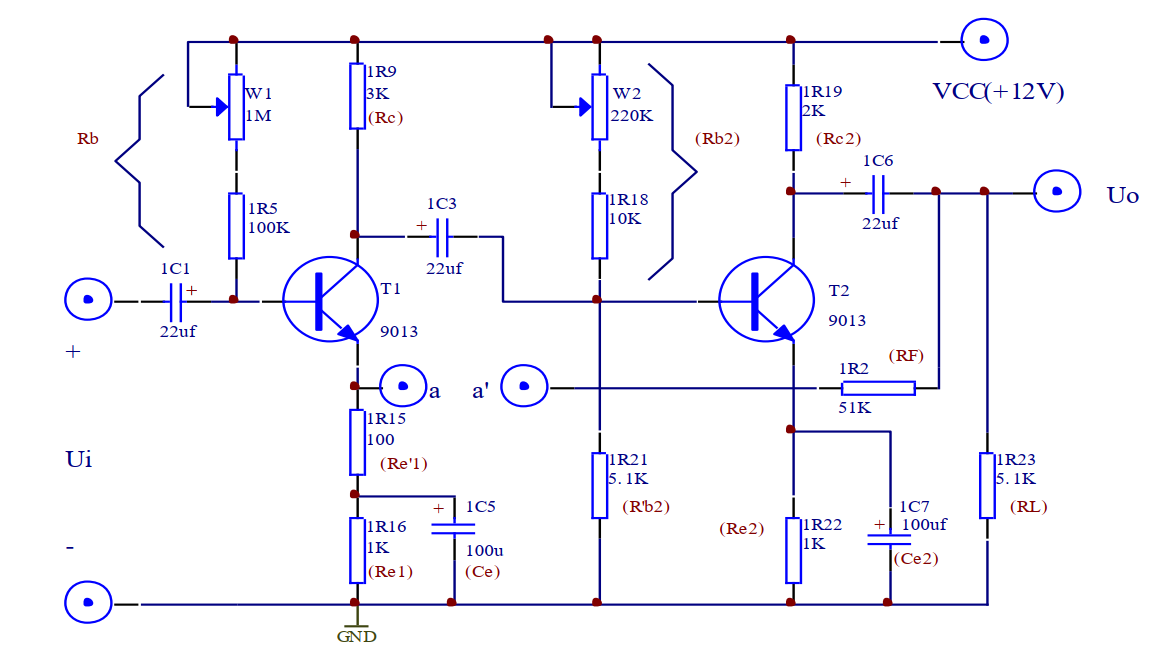 1R9
3K
(Rc)
W1
1M
Rb
W2
220K
(Rb2)
1R19
2K
(Rc2)
VCC(+12V)
1C6
+
22uf
Uo
1R5
100K
1C3
+
22uf
1R18
10K
1C1
+
22uf
T1
9013
T2
9013
+
a
a'
(RF)
1R2
51K
1R15
100
(Re'1)
Ui
1R21
5.1K
(R'b2)
1R23
5.1K
(RL)
+
1C5
100u
(Ce)
1R16
1K
(Re1)
(Re2)
1R22
1K
1C7
+
100uf
(Ce2)
-
GND